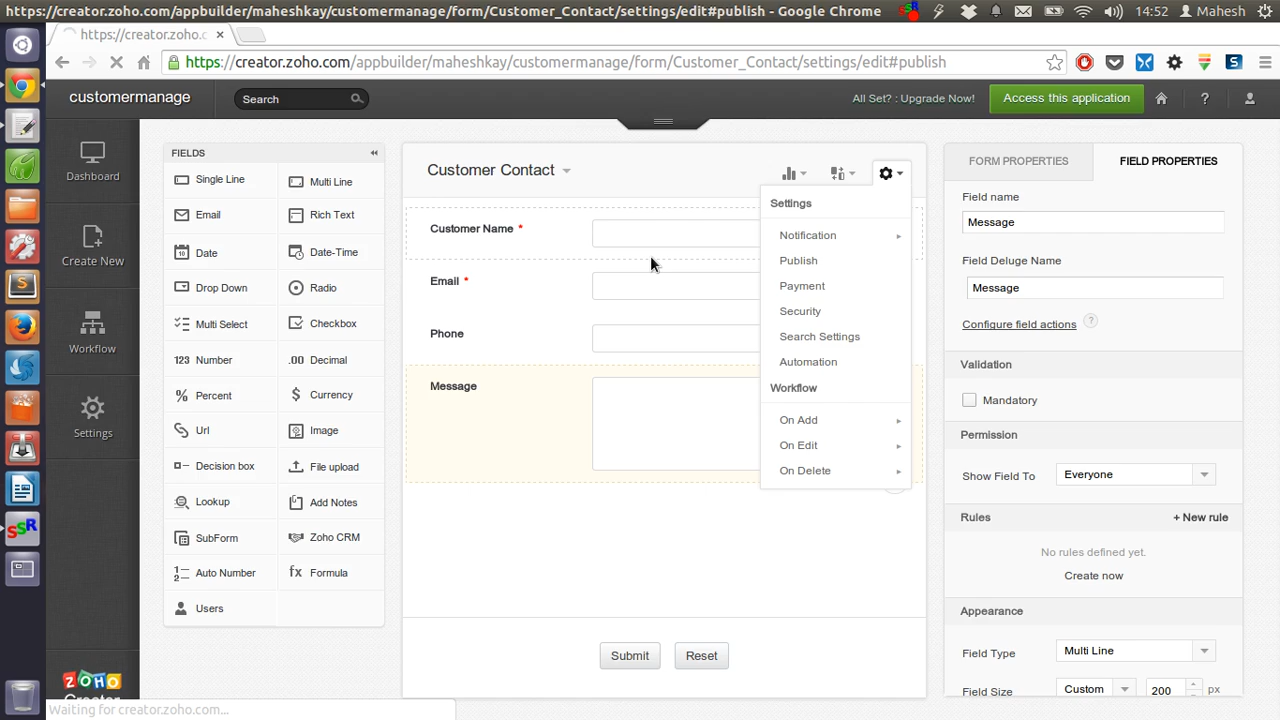 https://creator.zoho.com/appbuilder/maheshkay/customermanage/form/Customer_Contact/settings/edit#publish - Google Chrome
14:52 Mahesh
https://creator.zoho.c
https://creator.zoho.com/appbuilder/maheshkay/customermanage/form/Customer_Contact/settings/edit#publish
customermanage
Search
All Set? : Upgrade Now!
Access this application
?
Dashboard
Create New
Workflow
Settings
ZOHO
FIELDS
Single Line
Multi Line
Email
Rich Text
Date
Date-Time
Drop Down
Radio
Multi Select
Checkbox
123 Number
.00 Decimal
Percent
Currency
Url
Image
Decision box
File upload
Lookup
Add Notes
SubForm
Zoho CRM
Auto Number
fx Formula
Users
Customer Contact
Customer Name *
Email *
Phone
Message
Submit
Reset
Settings
Notification
Publish
Payment
Security
Search Settings
Automation
Workflow
On Add
On Edit
On Delete
FORM PROPERTIES
FIELD PROPERTIES
Field name
Message
Field Deluge Name
Message
Configure field actions ?
Validation
Mandatory
Permission
Show Field To Everyone
Rules + New rule
No rules defined yet.
Create now
Appearance
Field Type Multi Line
Field Size Custom 200 px
Waiting for creator.zoho.com...